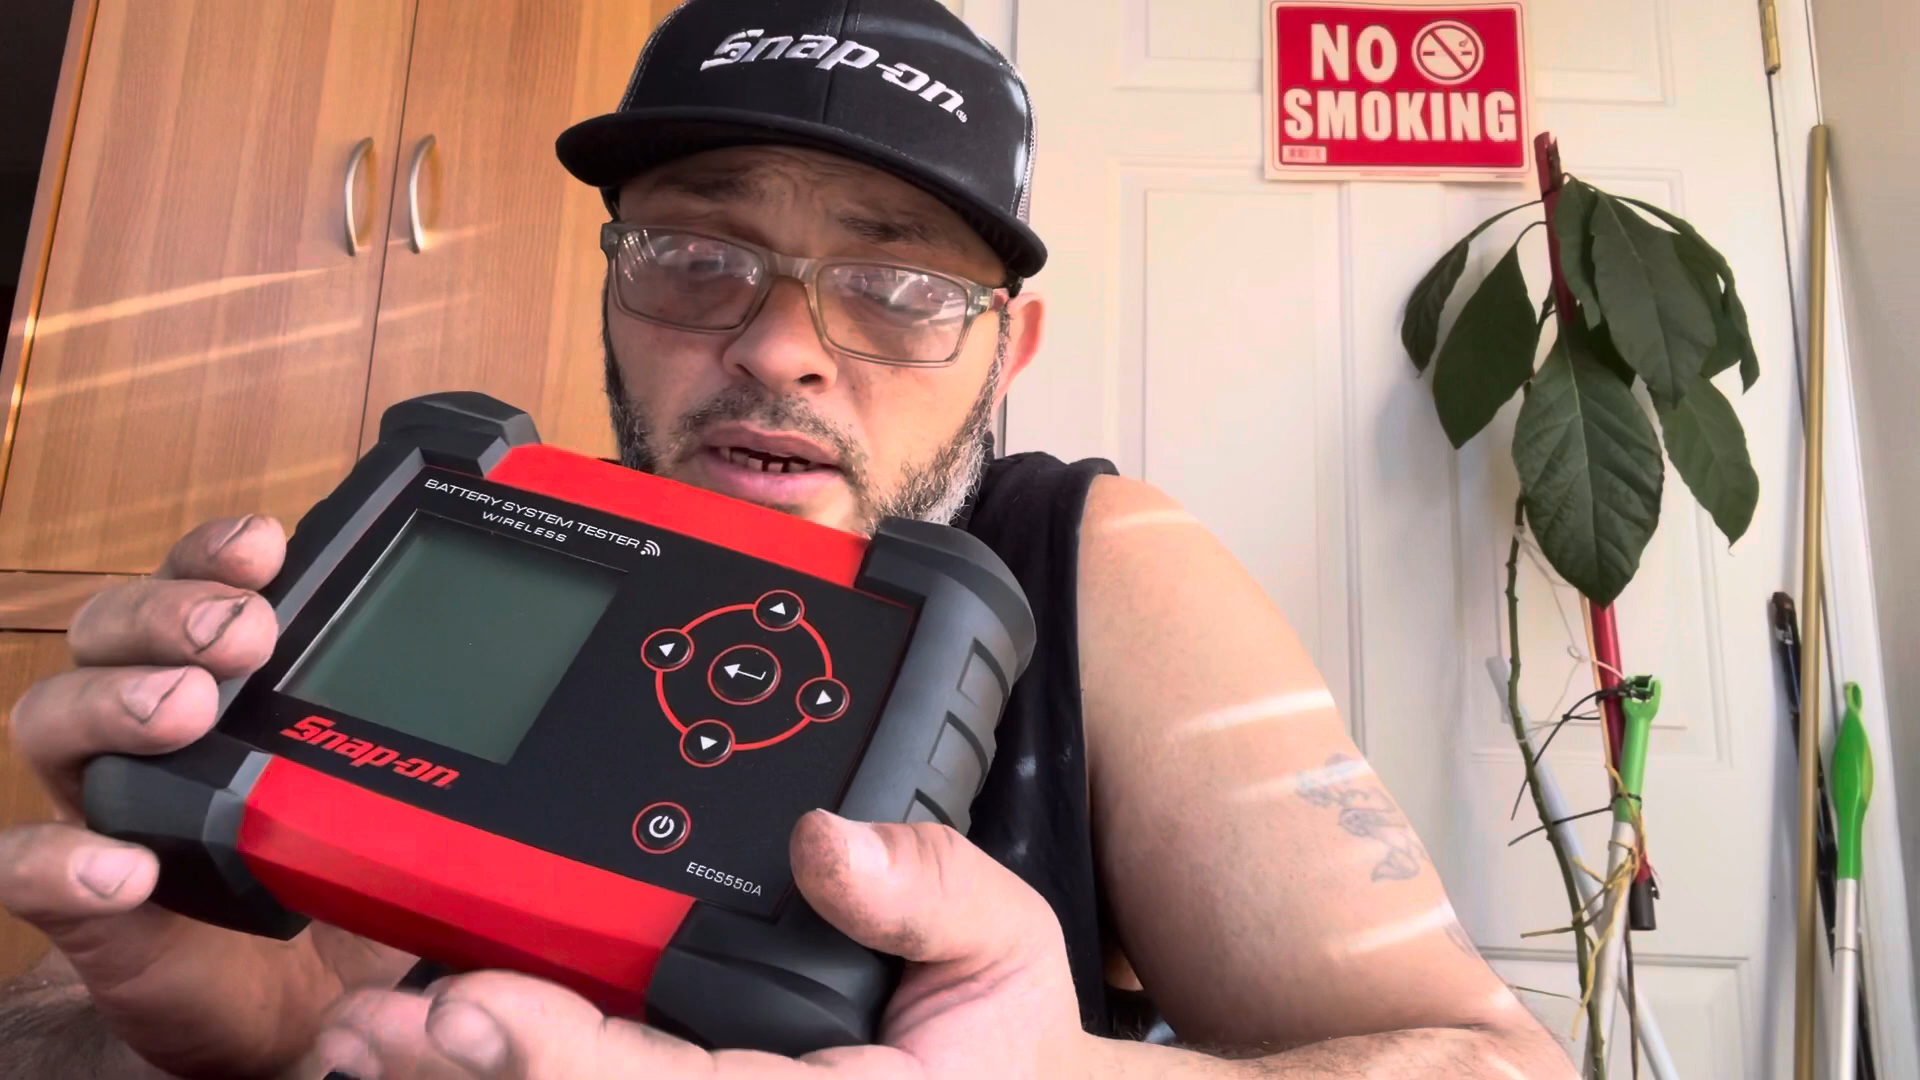 Snap-on
NO
SMOKING
BATTERY SYSTEM TESTER
WIRELESS
Snap-on
EECS550A